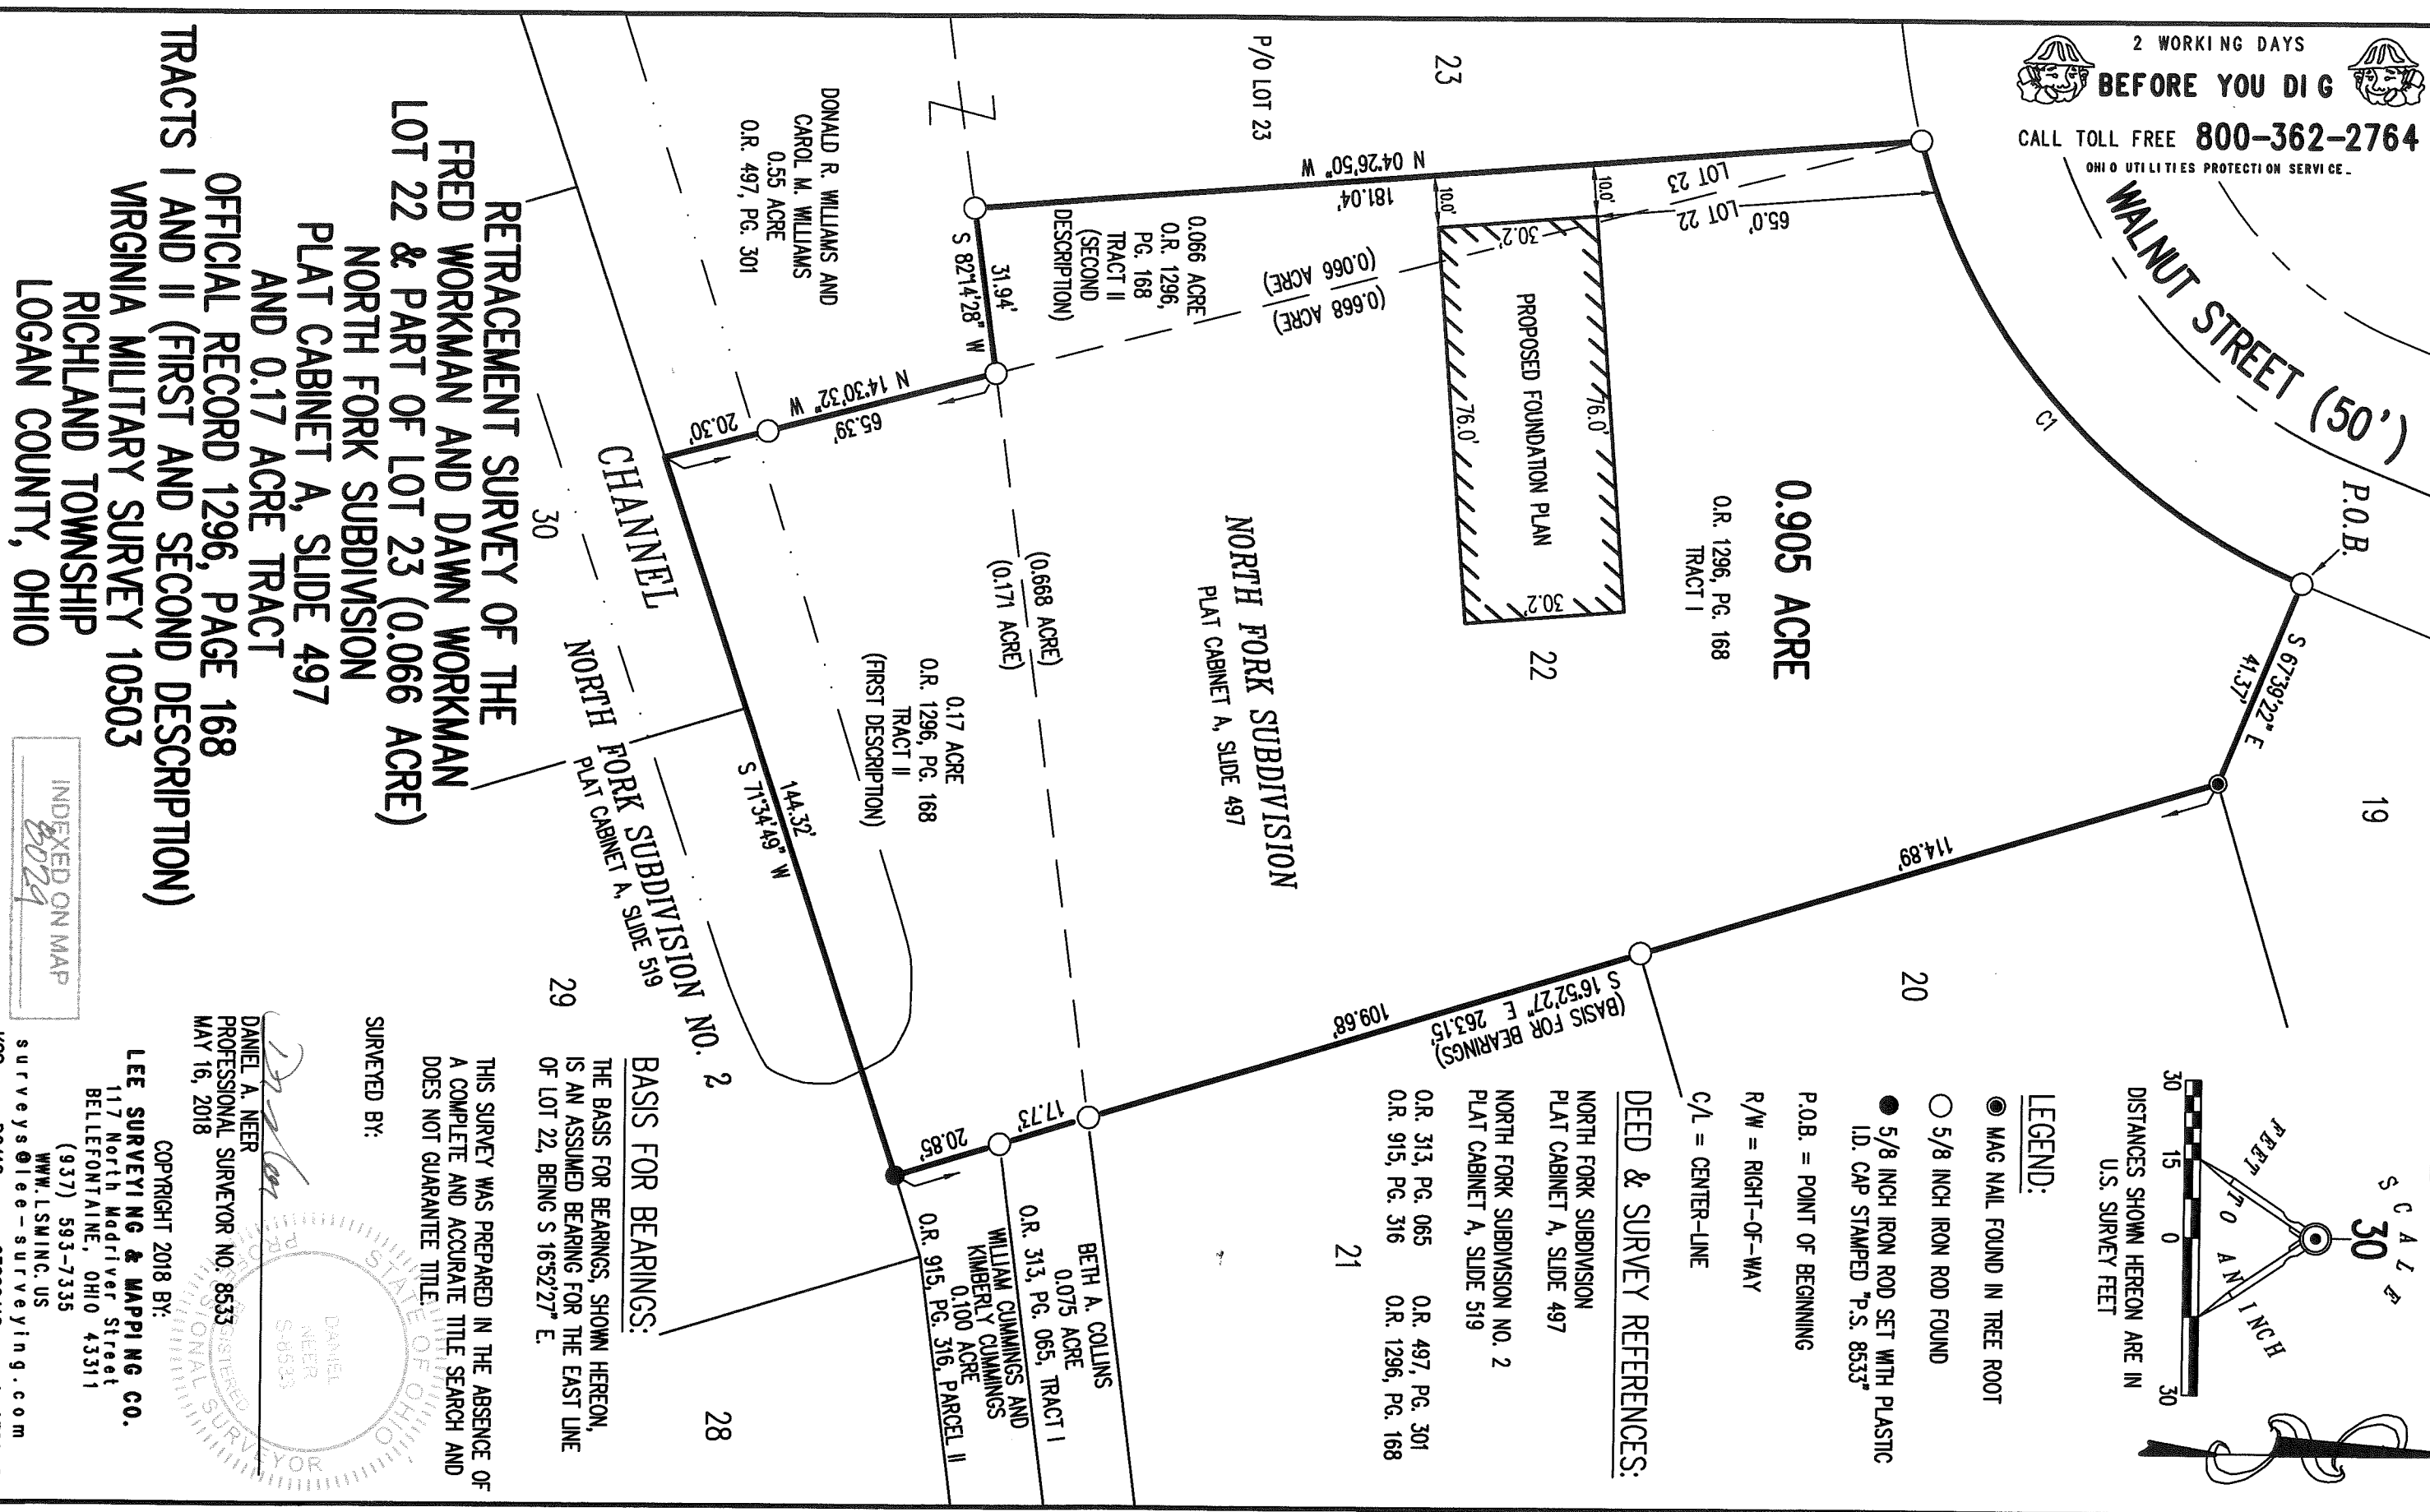 2 WORKING DAYS
BEFORE YOU DIG
CALL TOLL FREE 800-362-2764
OHIO UTILITIES PROTECTION SERVICE.
WALNUT STREET (50')
C1
P.O.B.
S 67°39'22" E
41.37'
19
20
114.89'
S 16°52'27" E 263.15'
(BASIS FOR BEARINGS)
109.68'
17.73'
20.85'
21
28
29
30
23
P/O LOT 23
N 04°26'50" W
181.04'
LOT 23
LOT 22
65.0'
10.0'
10.0'
30.2'
76.0'
76.0'
30.2'
PROPOSED FOUNDATION PLAN
0.905 ACRE
O.R. 1296, PG. 168
TRACT I
22
(0.066 ACRE)
(0.668 ACRE)
0.066 ACRE
O.R. 1296,
PG. 168
TRACT II
(SECOND
DESCRIPTION)
31.94'
S 82°14'28" W
NORTH FORK SUBDIVISION
PLAT CABINET A, SLIDE 497
(0.668 ACRE)
(0.171 ACRE)
0.17 ACRE
O.R. 1296, PG. 168
TRACT II
(FIRST DESCRIPTION)
DONALD R. WILLIAMS AND
CAROL M. WILLIAMS
0.55 ACRE
O.R. 497, PG. 301
N 14°30'32" W
65.39'
20.30'
CHANNEL
144.32'
S 71°34'49" W
NORTH FORK SUBDIVISION NO. 2
PLAT CABINET A, SLIDE 519
BETH A. COLLINS
0.075 ACRE
O.R. 313, PG. 065, TRACT I
WILLIAM CUMMINGS AND
KIMBERLY CUMMINGS
0.100 ACRE
O.R. 915, PG. 316, PARCEL II
SCALE
30
FEET TO AN INCH
30 15 0 30
DISTANCES SHOWN HEREON ARE IN
U.S. SURVEY FEET
LEGEND:
MAG NAIL FOUND IN TREE ROOT
5/8 INCH IRON ROD FOUND
5/8 INCH IRON ROD SET WITH PLASTIC
I.D. CAP STAMPED "P.S. 8533"
P.O.B. = POINT OF BEGINNING
R/W = RIGHT-OF-WAY
C/L = CENTER-LINE
DEED & SURVEY REFERENCES:
NORTH FORK SUBDIVISION
PLAT CABINET A, SLIDE 497
NORTH FORK SUBDIVISION NO. 2
PLAT CABINET A, SLIDE 519
O.R. 313, PG. 065 O.R. 497, PG. 301
O.R. 915, PG. 316 O.R. 1296, PG. 168
BASIS FOR BEARINGS:
THE BASIS FOR BEARINGS, SHOWN HEREON,
IS AN ASSUMED BEARING FOR THE EAST LINE
OF LOT 22, BEING S 16°52'27" E.
THIS SURVEY WAS PREPARED IN THE ABSENCE OF
A COMPLETE AND ACCURATE TITLE SEARCH AND
DOES NOT GUARANTEE TITLE.
SURVEYED BY:
DANIEL A. NEER
PROFESSIONAL SURVEYOR NO. 8533
MAY 16, 2018
STATE OF OHIO
DANIEL
NEER
S-8533
REGISTERED
PROFESSIONAL SURVEYOR
COPYRIGHT 2018 BY:
LEE SURVEYING & MAPPING CO.
117 North Madriver Street
BELLEFONTAINE, OHIO 43311
(937) 593-7335
WWW.LSMINC.US
surveys@lee-surveying.com
RETRACEMENT SURVEY OF THE
FRED WORKMAN AND DAWN WORKMAN
LOT 22 & PART OF LOT 23 (0.066 ACRE)
NORTH FORK SUBDIVISION
PLAT CABINET A, SLIDE 497
AND 0.17 ACRE TRACT
OFFICIAL RECORD 1296, PAGE 168
TRACTS I AND II (FIRST AND SECOND DESCRIPTION)
VIRGINIA MILITARY SURVEY 10503
RICHLAND TOWNSHIP
LOGAN COUNTY, OHIO
INDEXED ON MAP
8029